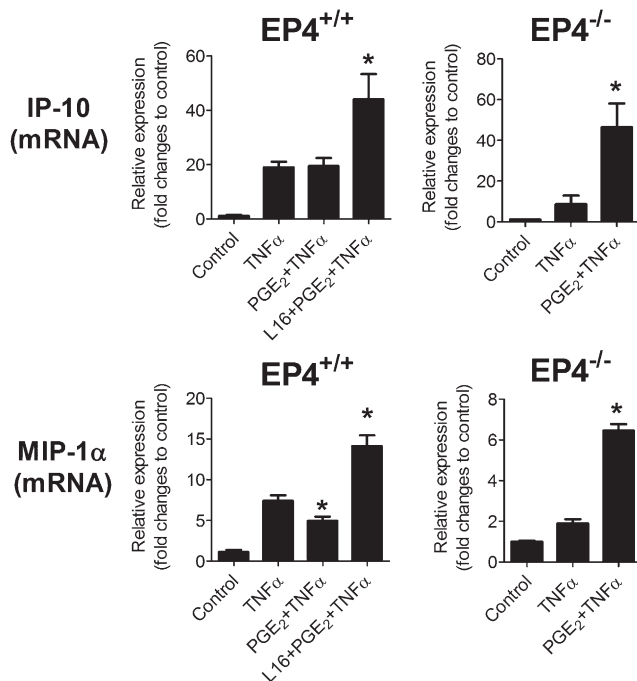 EP4+/+
EP4-/-
IP-10
(mRNA)
Relative expression
(fold changes to control)
60
40
20
0
*
Control
TNFα
PGE2+TNFα
L16+PGE2+TNFα
Relative expression
(fold changes to control)
80
60
40
20
0
*
Control
TNFα
PGE2+TNFα
EP4+/+
EP4-/-
MIP-1α
(mRNA)
Relative expression
(fold changes to control)
20
15
10
5
0
*
*
Control
TNFα
PGE2+TNFα
L16+PGE2+TNFα
Relative expression
(fold changes to control)
8
6
4
2
0
*
Control
TNFα
PGE2+TNFα